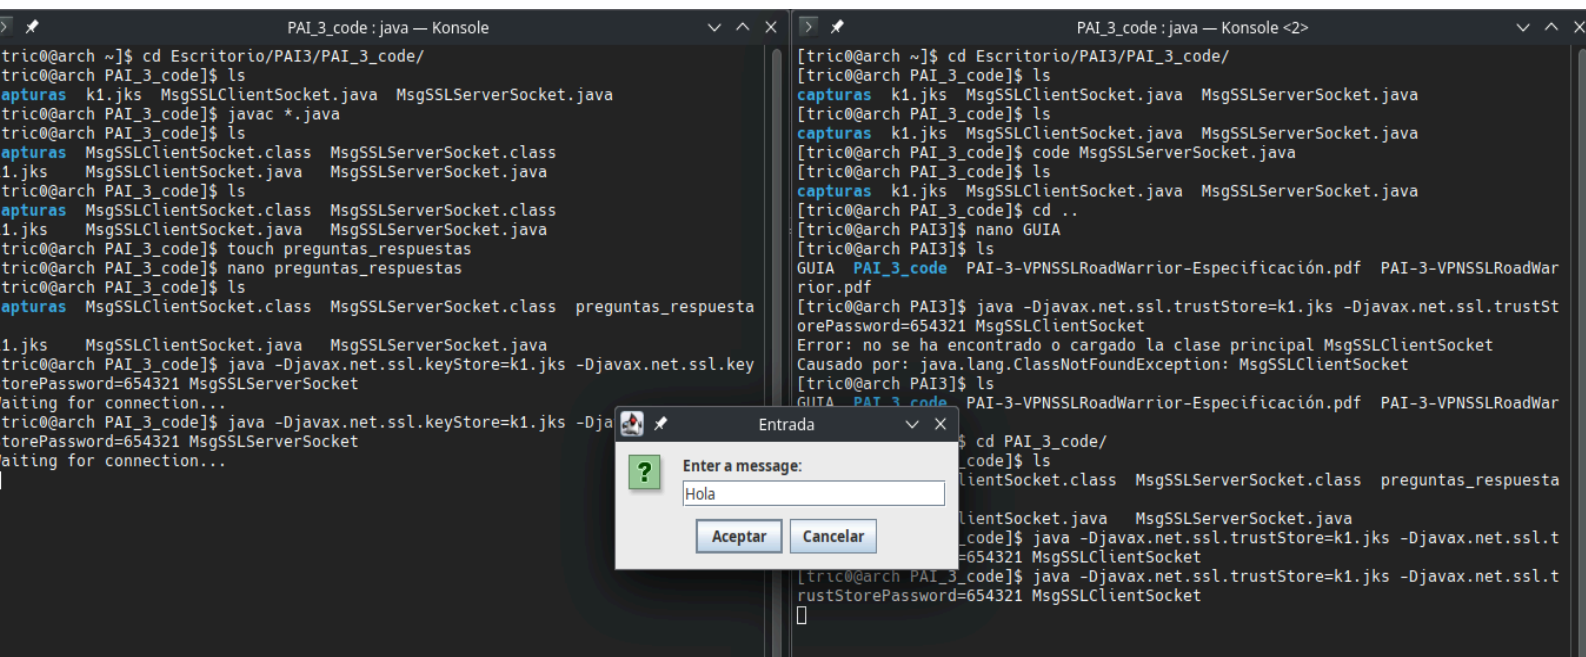 PAI_3_code : java — Konsole
tric0@arch ~]$ cd Escritorio/PAI3/PAI_3_code/
tric0@arch PAI_3_code]$ ls
apturas k1.jks MsgSSLClientSocket.java MsgSSLServerSocket.java
tric0@arch PAI_3_code]$ javac *.java
tric0@arch PAI_3_code]$ ls
apturas MsgSSLClientSocket.class MsgSSLServerSocket.class
1.jks MsgSSLClientSocket.java MsgSSLServerSocket.java
tric0@arch PAI_3_code]$ ls
apturas MsgSSLClientSocket.class MsgSSLServerSocket.class
1.jks MsgSSLClientSocket.java MsgSSLServerSocket.java
tric0@arch PAI_3_code]$ touch preguntas_respuestas
tric0@arch PAI_3_code]$ nano preguntas_respuestas
tric0@arch PAI_3_code]$ ls
apturas MsgSSLClientSocket.class MsgSSLServerSocket.class preguntas_respuesta
1.jks MsgSSLClientSocket.java MsgSSLServerSocket.java
tric0@arch PAI_3_code]$ java -Djavax.net.ssl.keyStore=k1.jks -Djavax.net.ssl.key
torePassword=654321 MsgSSLServerSocket
aiting for connection...
tric0@arch PAI_3_code]$ java -Djavax.net.ssl.keyStore=k1.jks -Dja
torePassword=654321 MsgSSLServerSocket
aiting for connection...
PAI_3_code : java — Konsole <2>
[tric0@arch ~]$ cd Escritorio/PAI3/PAI_3_code/
[tric0@arch PAI_3_code]$ ls
capturas k1.jks MsgSSLClientSocket.java MsgSSLServerSocket.java
[tric0@arch PAI_3_code]$ ls
capturas k1.jks MsgSSLClientSocket.java MsgSSLServerSocket.java
[tric0@arch PAI_3_code]$ code MsgSSLServerSocket.java
[tric0@arch PAI_3_code]$ ls
capturas k1.jks MsgSSLClientSocket.java MsgSSLServerSocket.java
[tric0@arch PAI_3_code]$ cd ..
[tric0@arch PAI3]$ nano GUIA
[tric0@arch PAI3]$ ls
GUIA PAI_3_code PAI-3-VPNSSLRoadWarrior-Especificación.pdf PAI-3-VPNSSLRoadWar
rior.pdf
[tric0@arch PAI3]$ java -Djavax.net.ssl.trustStore=k1.jks -Djavax.net.ssl.trustSt
orePassword=654321 MsgSSLClientSocket
Error: no se ha encontrado o cargado la clase principal MsgSSLClientSocket
Causado por: java.lang.ClassNotFoundException: MsgSSLClientSocket
[tric0@arch PAI3]$ ls
GUIA PAI_3_code PAI-3-VPNSSLRoadWarrior-Especificación.pdf PAI-3-VPNSSLRoadWar
$ cd PAI_3_code/
_code]$ ls
lientSocket.class MsgSSLServerSocket.class preguntas_respuesta
lientSocket.java MsgSSLServerSocket.java
_code]$ java -Djavax.net.ssl.trustStore=k1.jks -Djavax.net.ssl.t
=654321 MsgSSLClientSocket
[tric0@arch PAI_3_code]$ java -Djavax.net.ssl.trustStore=k1.jks -Djavax.net.ssl.t
rustStorePassword=654321 MsgSSLClientSocket
Entrada
Enter a message:
Hola
Aceptar
Cancelar